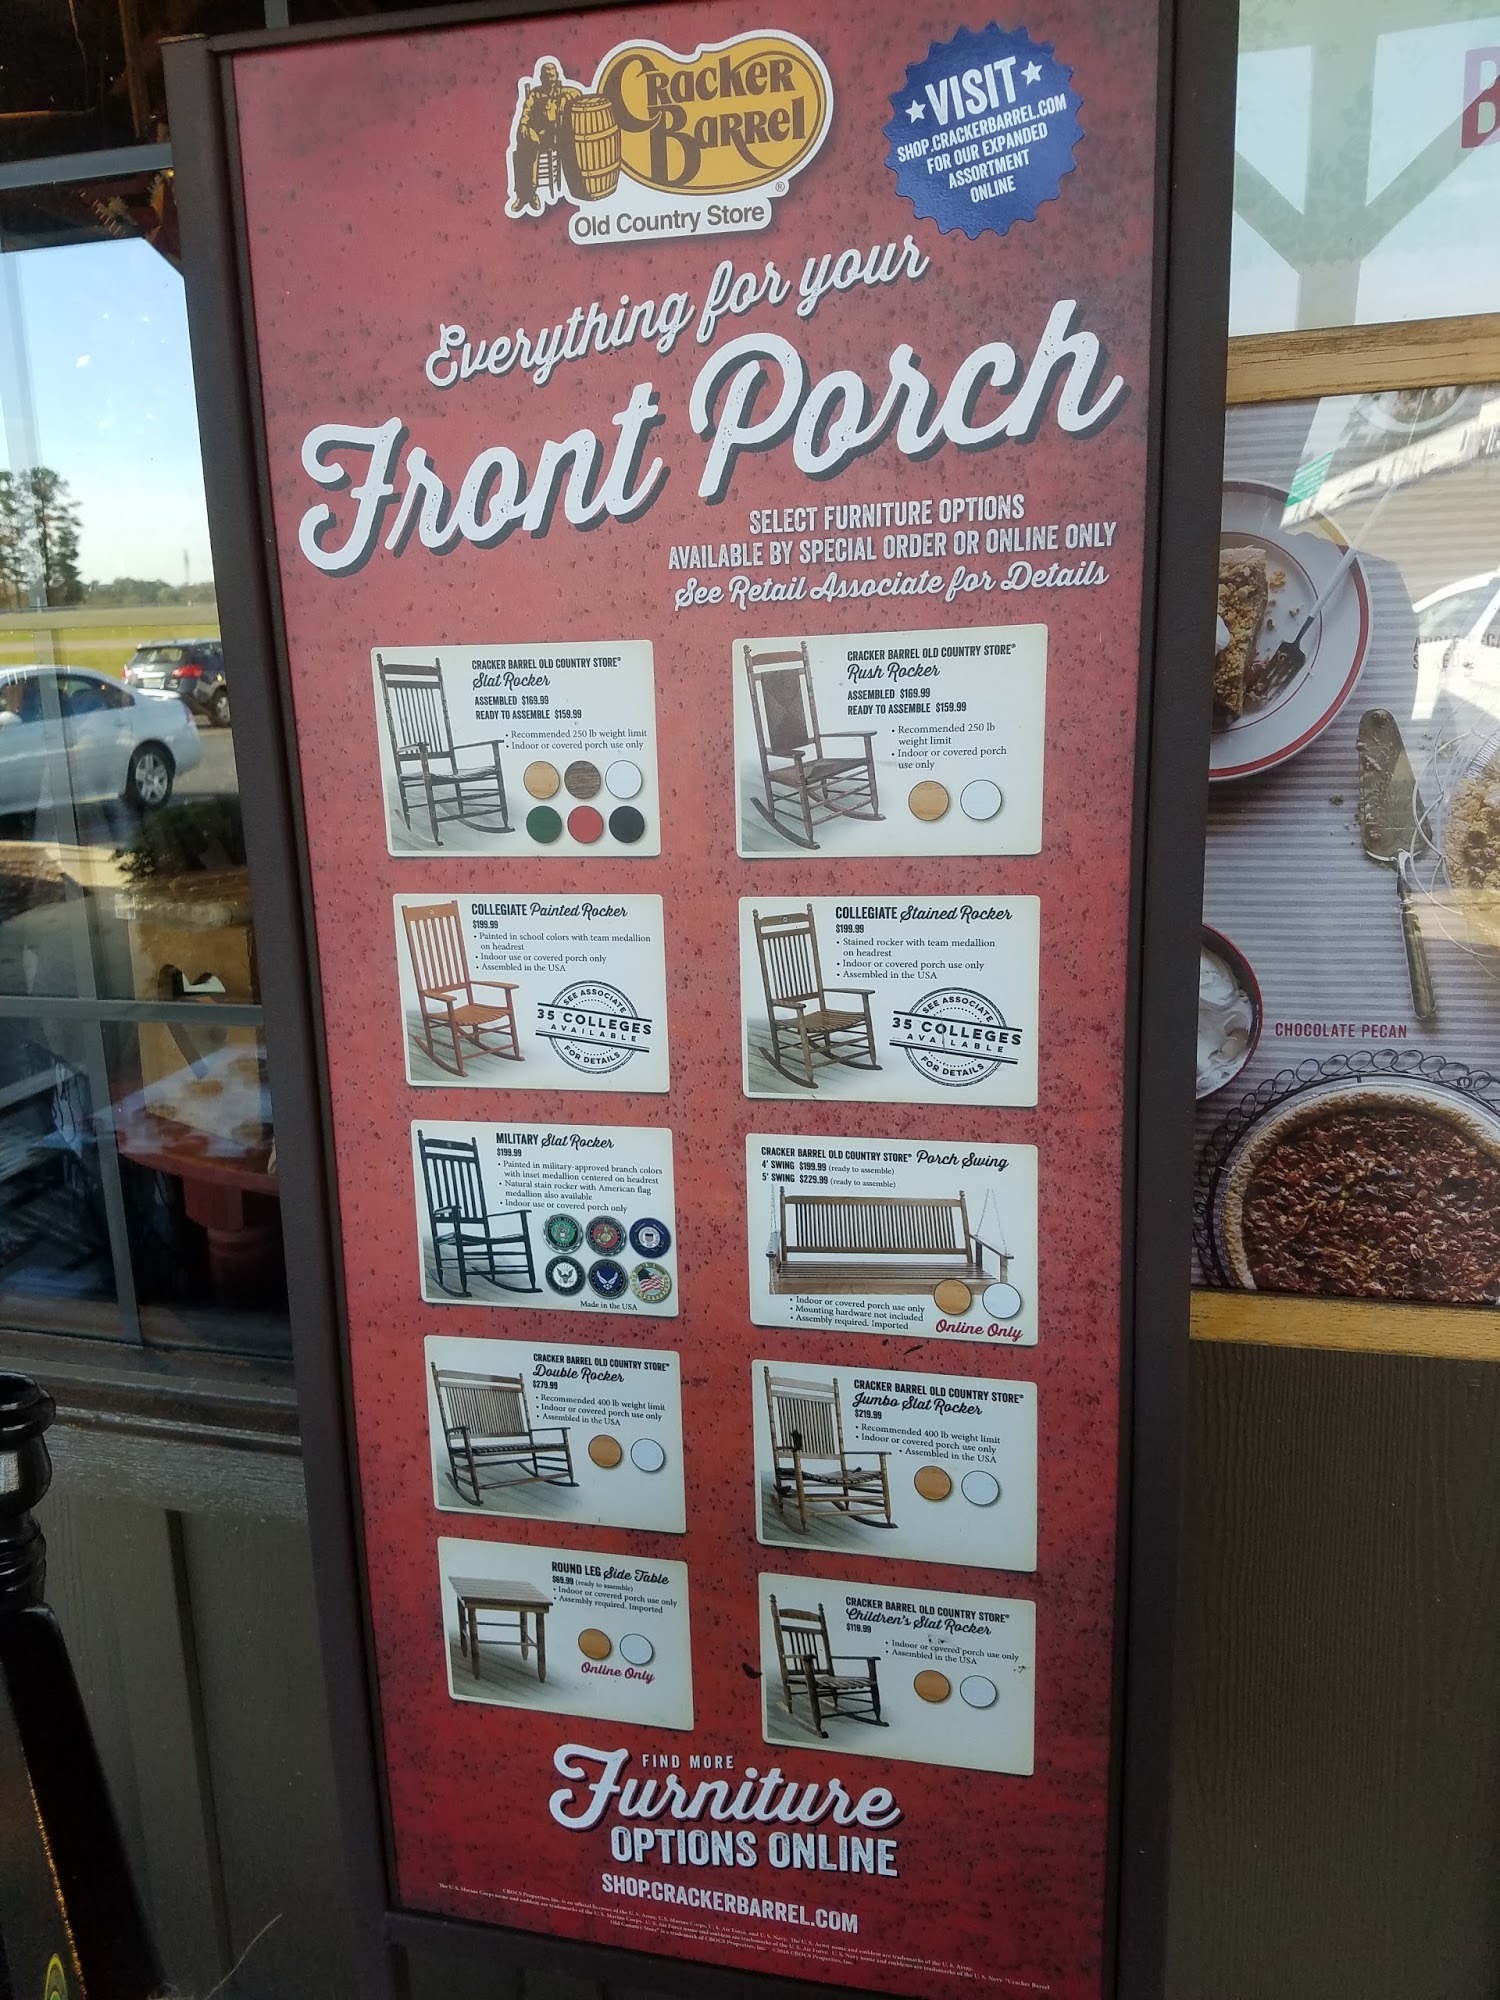 Cracker
Barrel
®
Old Country Store
VISIT
SHOP.CRACKERBARREL.COM
FOR OUR EXPANDED
ASSORTMENT
ONLINE
Everything for your
Front Porch
SELECT FURNITURE OPTIONS
AVAILABLE BY SPECIAL ORDER OR ONLINE ONLY
See Retail Associate for Details
CRACKER BARREL OLD COUNTRY STORE®
Slat Rocker
ASSEMBLED $169.99
READY TO ASSEMBLE $159.99
• Recommended 250 lb weight limit
• Indoor or covered porch use only
CRACKER BARREL OLD COUNTRY STORE®
Rush Rocker
ASSEMBLED $169.99
READY TO ASSEMBLE $159.99
• Recommended 250 lb
weight limit
• Indoor or covered porch
use only
COLLEGIATE Painted Rocker
$199.99
• Painted in school colors with team medallion
on headrest
• Indoor use or covered porch only
• Assembled in the USA
SEE ASSOCIATE
35 COLLEGES
AVAILABLE
FOR DETAILS
COLLEGIATE Stained Rocker
$199.99
• Stained rocker with team medallion
on headrest
• Indoor or covered porch use only
• Assembled in the USA
SEE ASSOCIATE
35 COLLEGES
AVAILABLE
FOR DETAILS
MILITARY Slat Rocker
$199.99
• Painted in military-approved branch colors
with inset medallion centered on headrest
• Natural stain rocker with American flag
medallion also available
• Indoor use or covered porch only
Made in the USA
CRACKER BARREL OLD COUNTRY STORE® Porch Swing
4' SWING $199.99 (ready to assemble)
5' SWING $229.99 (ready to assemble)
• Indoor or covered porch use only
• Mounting hardware not included
• Assembly required. Imported
Online Only
CRACKER BARREL OLD COUNTRY STORE®
Double Rocker
$279.99
• Recommended 400 lb weight limit
• Indoor or covered porch use only
• Assembled in the USA
CRACKER BARREL OLD COUNTRY STORE®
Jumbo Slat Rocker
$219.99
• Recommended 400 lb weight limit
• Indoor or covered porch use only
• Assembled in the USA
ROUND LEG Side Table
$69.99 (ready to assemble)
• Indoor or covered porch use only
• Assembly required. Imported
Online Only
CRACKER BARREL OLD COUNTRY STORE®
Children's Slat Rocker
$119.99
• Indoor or covered porch use only
• Assembled in the USA
FIND MORE
Furniture
OPTIONS ONLINE
SHOP.CRACKERBARREL.COM
CHOCOLATE PECAN